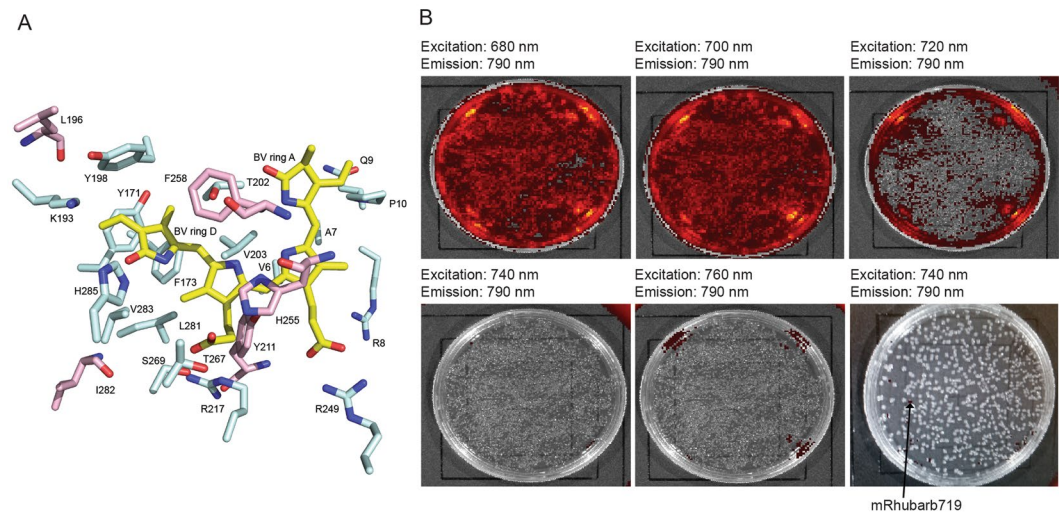 A
L196
Y198
K193
Y171
F258
T202
BV ring A
Q9
P10
BV ring D
A7
V203
V6
F173
H285
V283
L281
H255
R8
Y211
T267
S269
I282
R217
R249
B
Excitation: 680 nm
Emission: 790 nm
Excitation: 700 nm
Emission: 790 nm
Excitation: 720 nm
Emission: 790 nm
Excitation: 740 nm
Emission: 790 nm
Excitation: 760 nm
Emission: 790 nm
Excitation: 740 nm
Emission: 790 nm
mRhubarb719